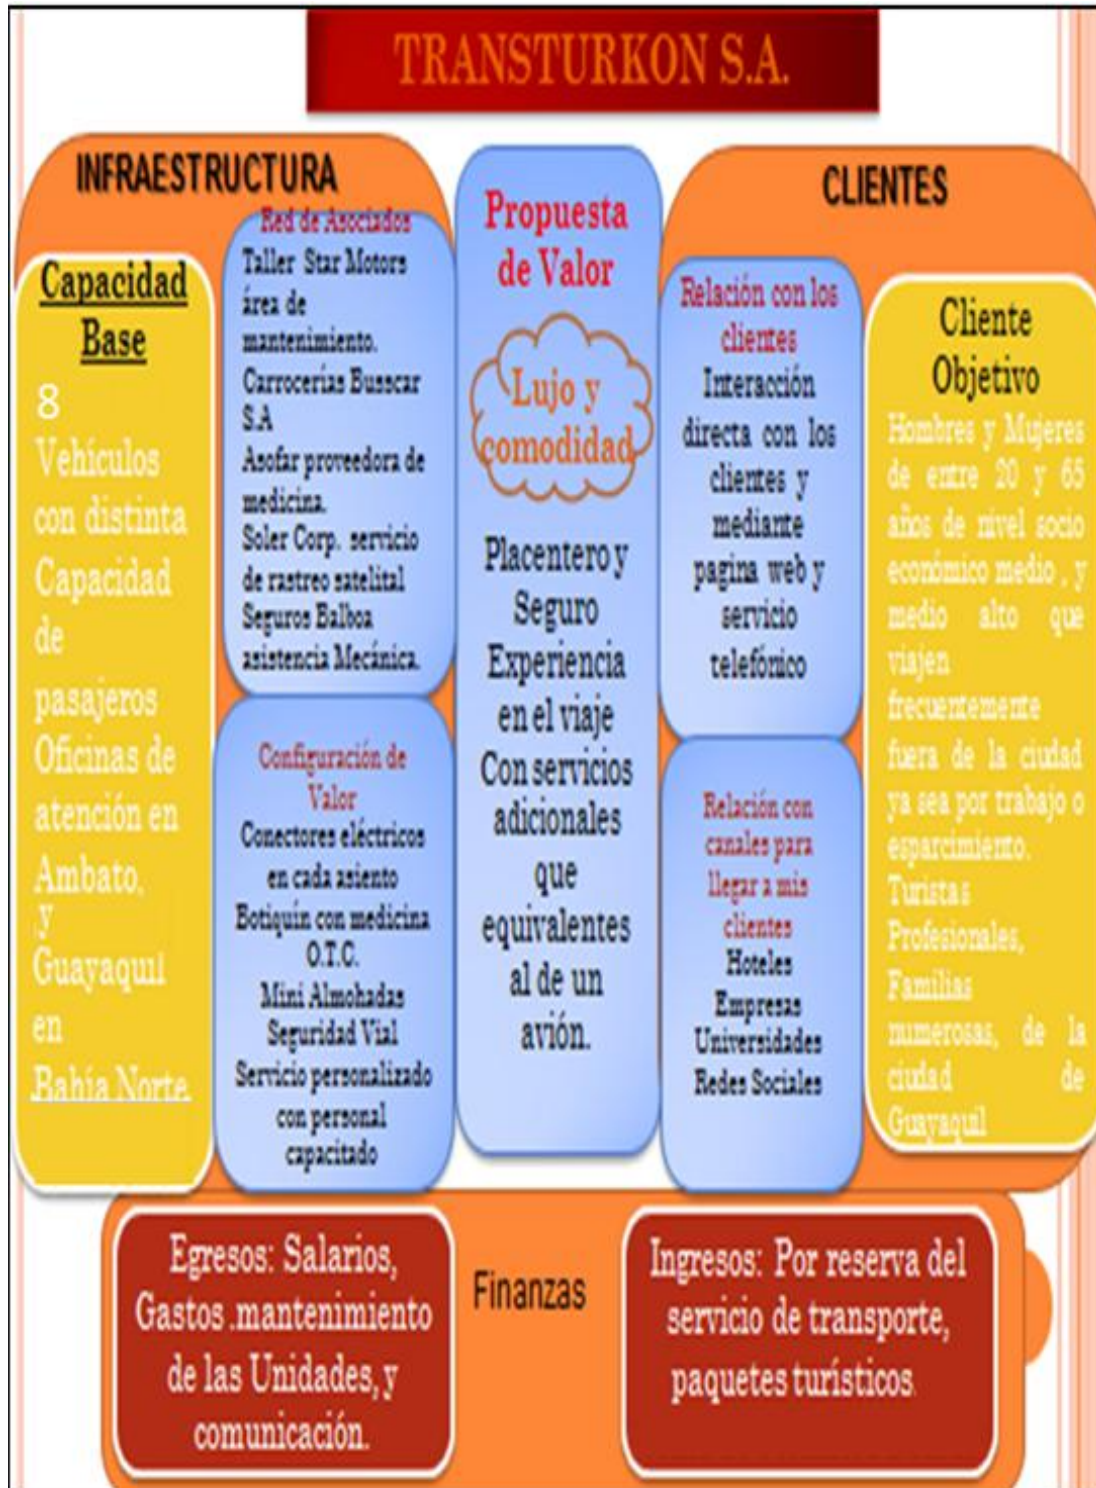 TRANSTURKON S.A.
INFRAESTRUCTURA
Capacidad
Base
8
Vehículos
con distinta
Capacidad
de
pasajeros
Oficinas de
atención en
Ambato,
y
Guayaquil
en
Bahía Norte.
Red de Asociados
Taller Star Motors
área de
mantenimiento.
Carrocerías Busscar
S.A
Asofar proveedora de
medicina.
Soler Corp. servicio
de rastreo satelital
Seguros Balboa
asistencia Mecánica.
Configuración de
Valor
Conectores eléctricos
en cada asiento
Botiquín con medicina
O.T.C.
Mini Almohadas
Seguridad Vial
Servicio personalizado
con personal
capacitado
Propuesta
de Valor
Lujo y
comodidad
Placentero y
Seguro
Experiencia
en el viaje
Con servicios
adicionales
que
equivalentes
al de un
avión.
CLIENTES
Relación con los
clientes
Interacción
directa con los
clientes y
mediante
pagina web y
servicio
telefónico
Relación con
canales para
llegar a mis
clientes
Hoteles
Empresas
Universidades
Redes Sociales
Cliente
Objetivo
Hombres y Mujeres
de entre 20 y 65
años de nivel socio
económico medio , y
medio alto que
viajen
frecuentemente
fuera de la ciudad
ya sea por trabajo o
esparcimiento.
Turistas
Profesionales,
Familias
numerosas, de la
ciudad de
Guayaquil
Egresos: Salarios,
Gastos .mantenimiento
de las Unidades, y
comunicación.
Finanzas
Ingresos: Por reserva del
servicio de transporte,
paquetes turísticos.